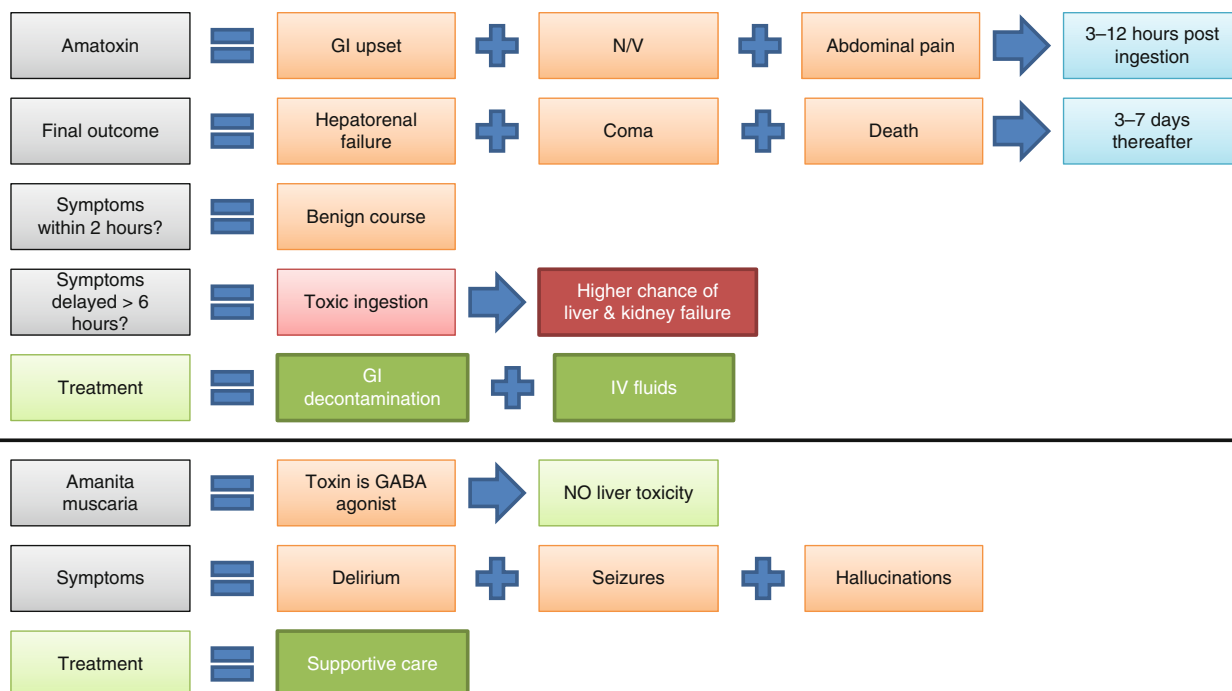 Amatoxin
GI upset
N/V
Abdominal pain
3–12 hours post
ingestion
Final outcome
Hepatorenal
failure
Coma
Death
3–7 days
thereafter
Symptoms
within 2 hours?
Benign course
Symptoms
delayed > 6
hours?
Toxic ingestion
Higher chance of
liver & kidney failure
Treatment
GI
decontamination
IV fluids
Amanita
muscaria
Toxin is GABA
agonist
NO liver toxicity
Symptoms
Delirium
Seizures
Hallucinations
Treatment
Supportive care